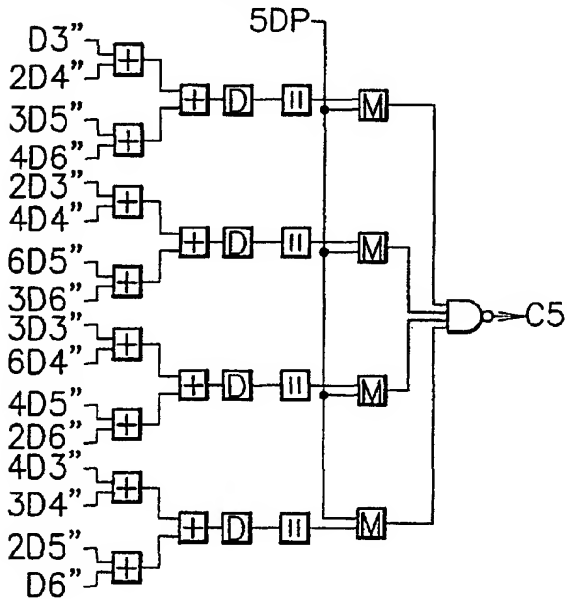 5DP
D3”
2D4”
+
+ D || M
3D5”
4D6”
+
2D3”
4D4”
+
+ D || M
6D5”
3D6”
+
C5
3D3”
6D4”
+
+ D || M
4D5”
2D6”
+
4D3”
3D4”
+
+ D || M
2D5”
D6”
+